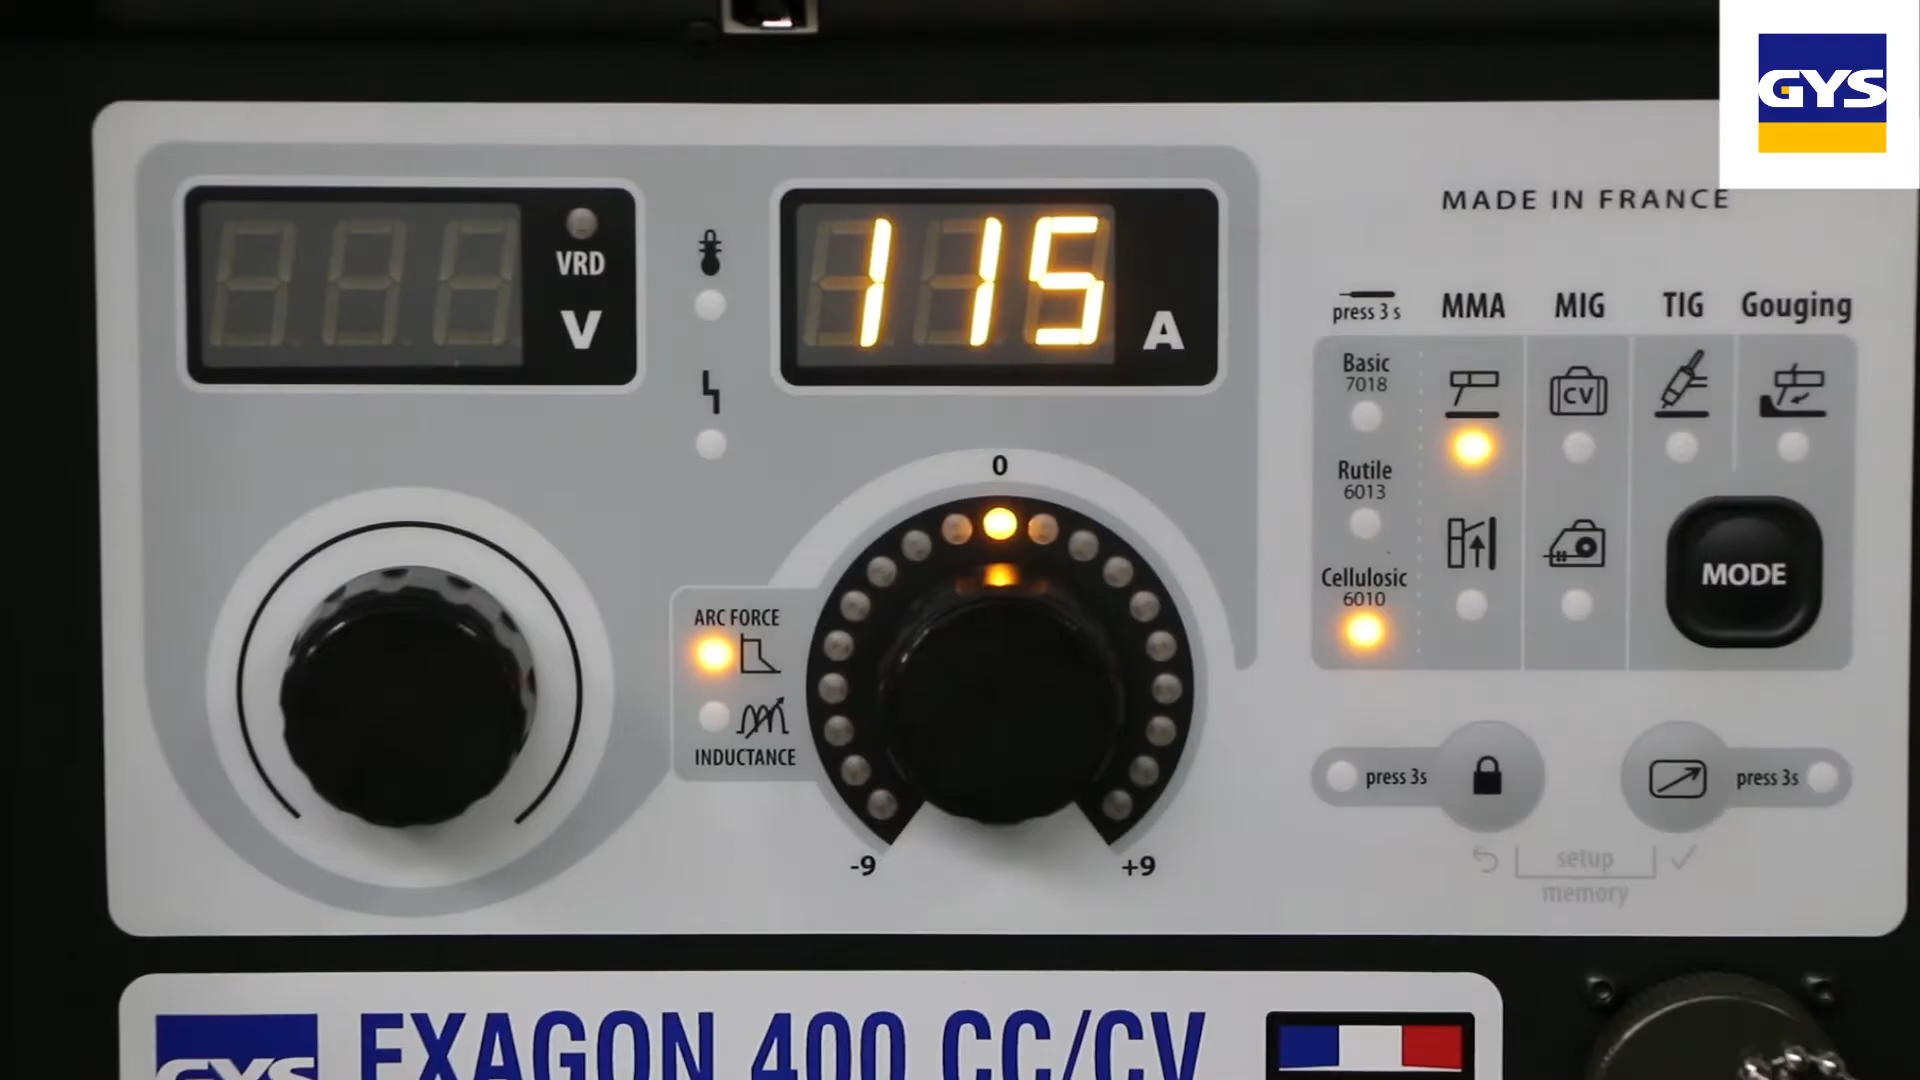 GYS
MADE IN FRANCE
VRD
V
115
A
press 3 s
MMA
MIG
TIG
Gouging
Basic
7018
CV
Rutile
6013
Cellulosic
6010
MODE
0
ARC FORCE
INDUCTANCE
-9
+9
press 3s
press 3s
setup
memory
GYS
EXAGON 400 CC/CV